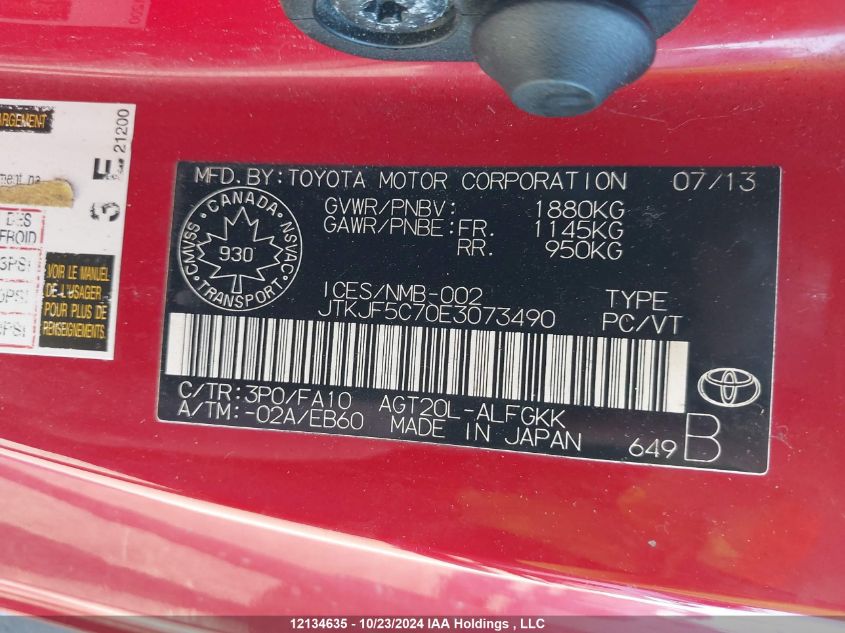 ARGEMENT
3 E 21200
DES
FROID
VOIR LE MANUEL
DE L'USAGER
POUR PLUS DE
RENSEIGNEMENTS
MFD. BY: TOYOTA MOTOR CORPORATION 07/13
GVWR/PNBV: 1880KG
GAWR/PNBE: FR. 1145KG
RR. 950KG
CANADA
CMVSS NSVAC
930
TRANSPORT
ICES/NMB-002 TYPE
JTKJF5C70E3073490 PC/VT
C/TR: 3P0/FA10 AGT20L-ALFGKK
A/TM: -02A/EB60 MADE IN JAPAN 649 B
12134635 - 10/23/2024 IAA Holdings , LLC